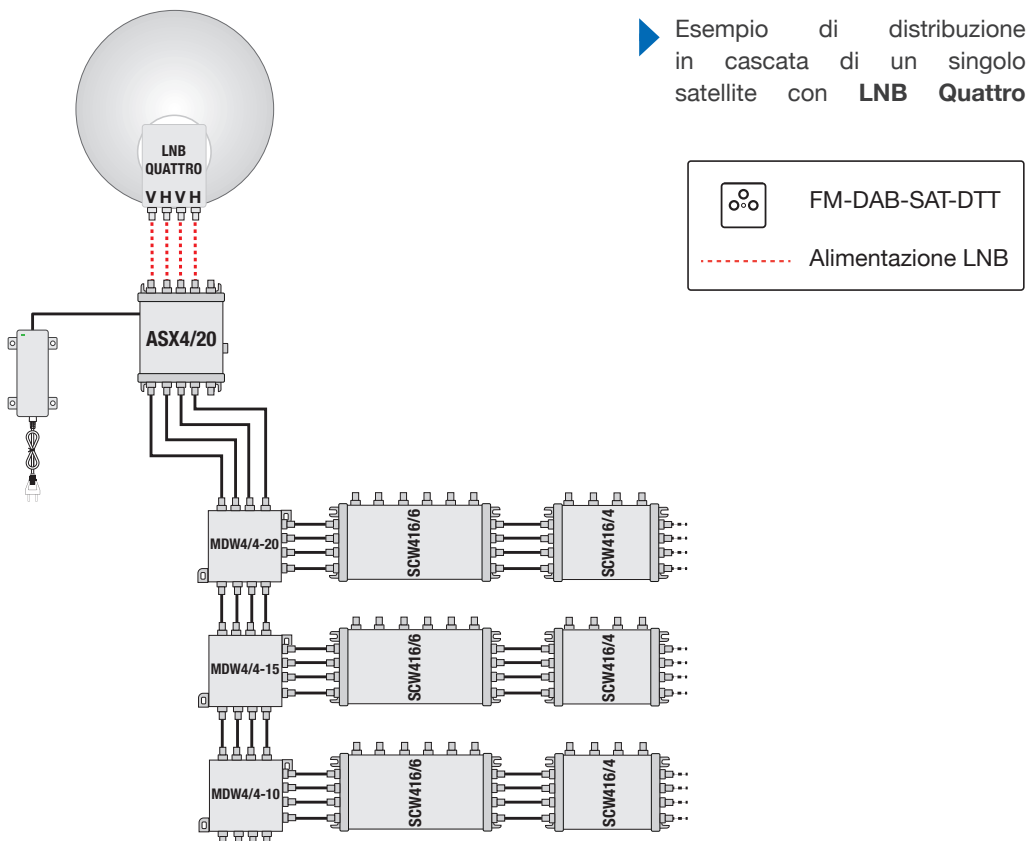 Esempio di distribuzione
in cascata di un singolo
satellite con LNB Quattro
FM-DAB-SAT-DTT
Alimentazione LNB
LNB
QUATTRO
V H V H
ASX4/20
MDW4/4-20
SCW416/6
SCW416/4
MDW4/4-15
SCW416/6
SCW416/4
MDW4/4-10
SCW416/6
SCW416/4